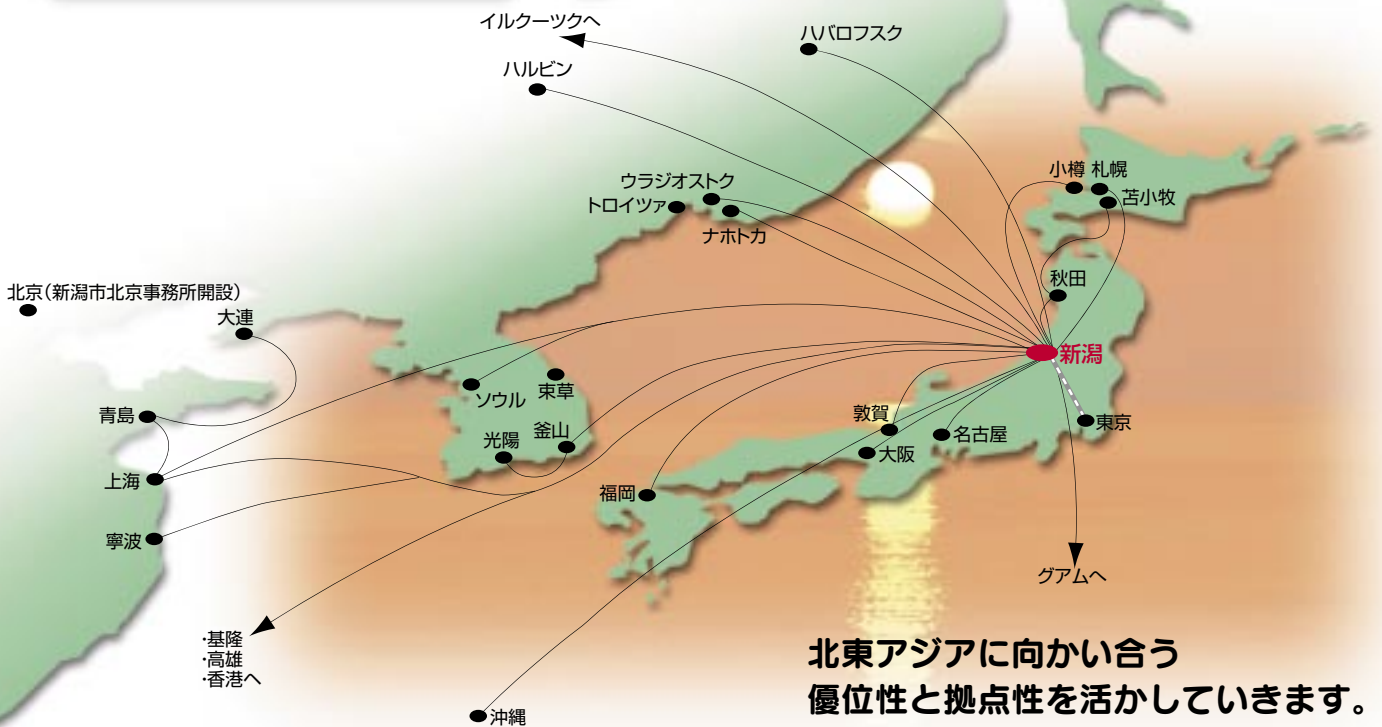 イルクーツクへ
ハバロフスク
ハルビン
小樽 札幌
苫小牧
ウラジオストク
トロイツァ
ナホトカ
秋田
北京(新潟市北京事務所開設)
大連
新潟
ソウル
束草
青島
敦賀
東京
釜山
光陽
名古屋
大阪
上海
福岡
寧波
グアムへ
・基隆
・高雄
・香港へ
沖縄
北東アジアに向かい合う
優位性と拠点性を活かしていきます。